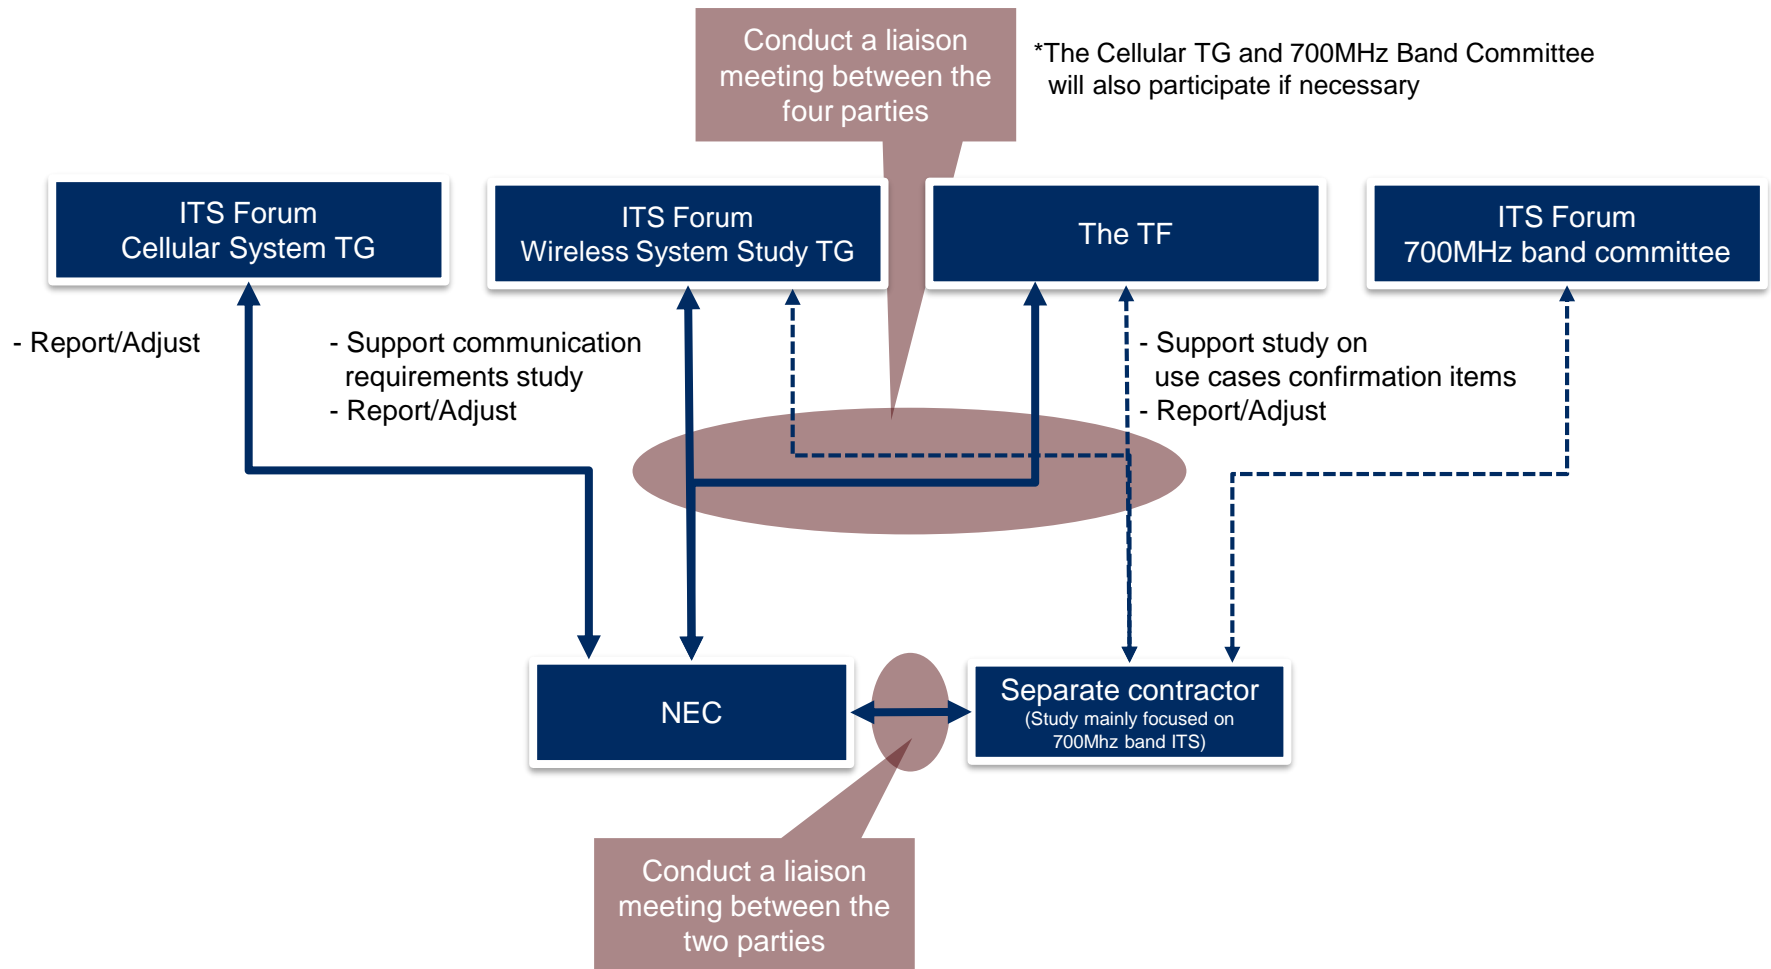 Conduct a liaison
meeting between the
four parties
*The Cellular TG and 700MHz Band Committee
will also participate if necessary
ITS Forum
Cellular System TG
ITS Forum
Wireless System Study TG
The TF
ITS Forum
700MHz band committee
- Report/Adjust
- Support communication
requirements study
- Report/Adjust
- Support study on
use cases confirmation items
- Report/Adjust
NEC
Separate contractor
(Study mainly focused on
700Mhz band ITS)
Conduct a liaison
meeting between the
two parties